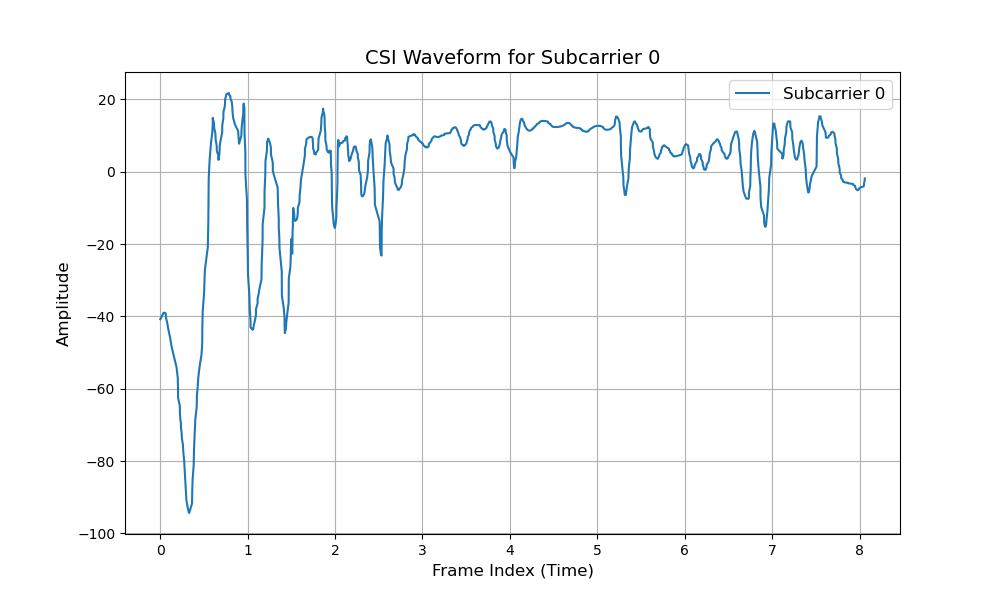 CSI Waveform for Subcarrier 0
Subcarrier 0
Amplitude
20
0
−20
−40
−60
−80
−100
0 1 2 3 4 5 6 7 8
Frame Index (Time)